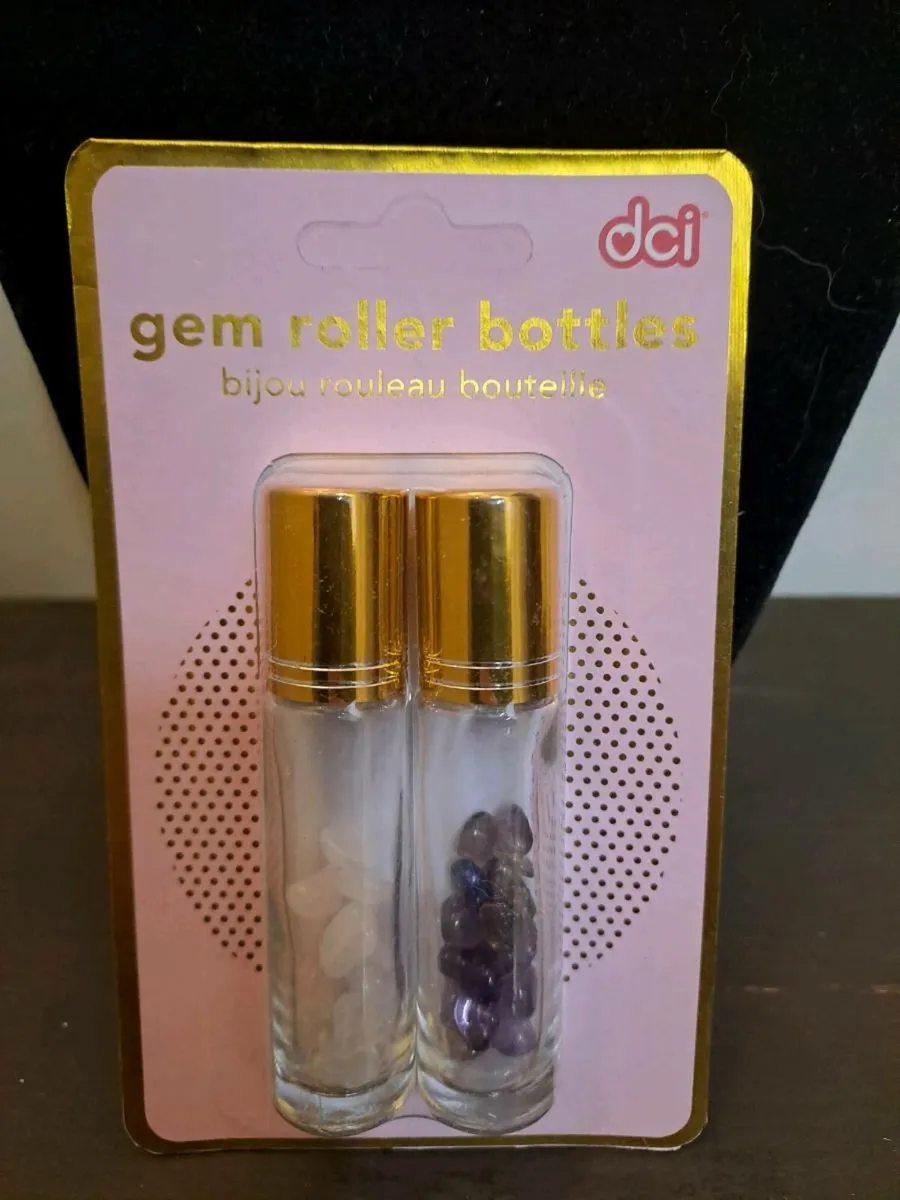 dci
gem roller bottles
bijou rouleau bouteille